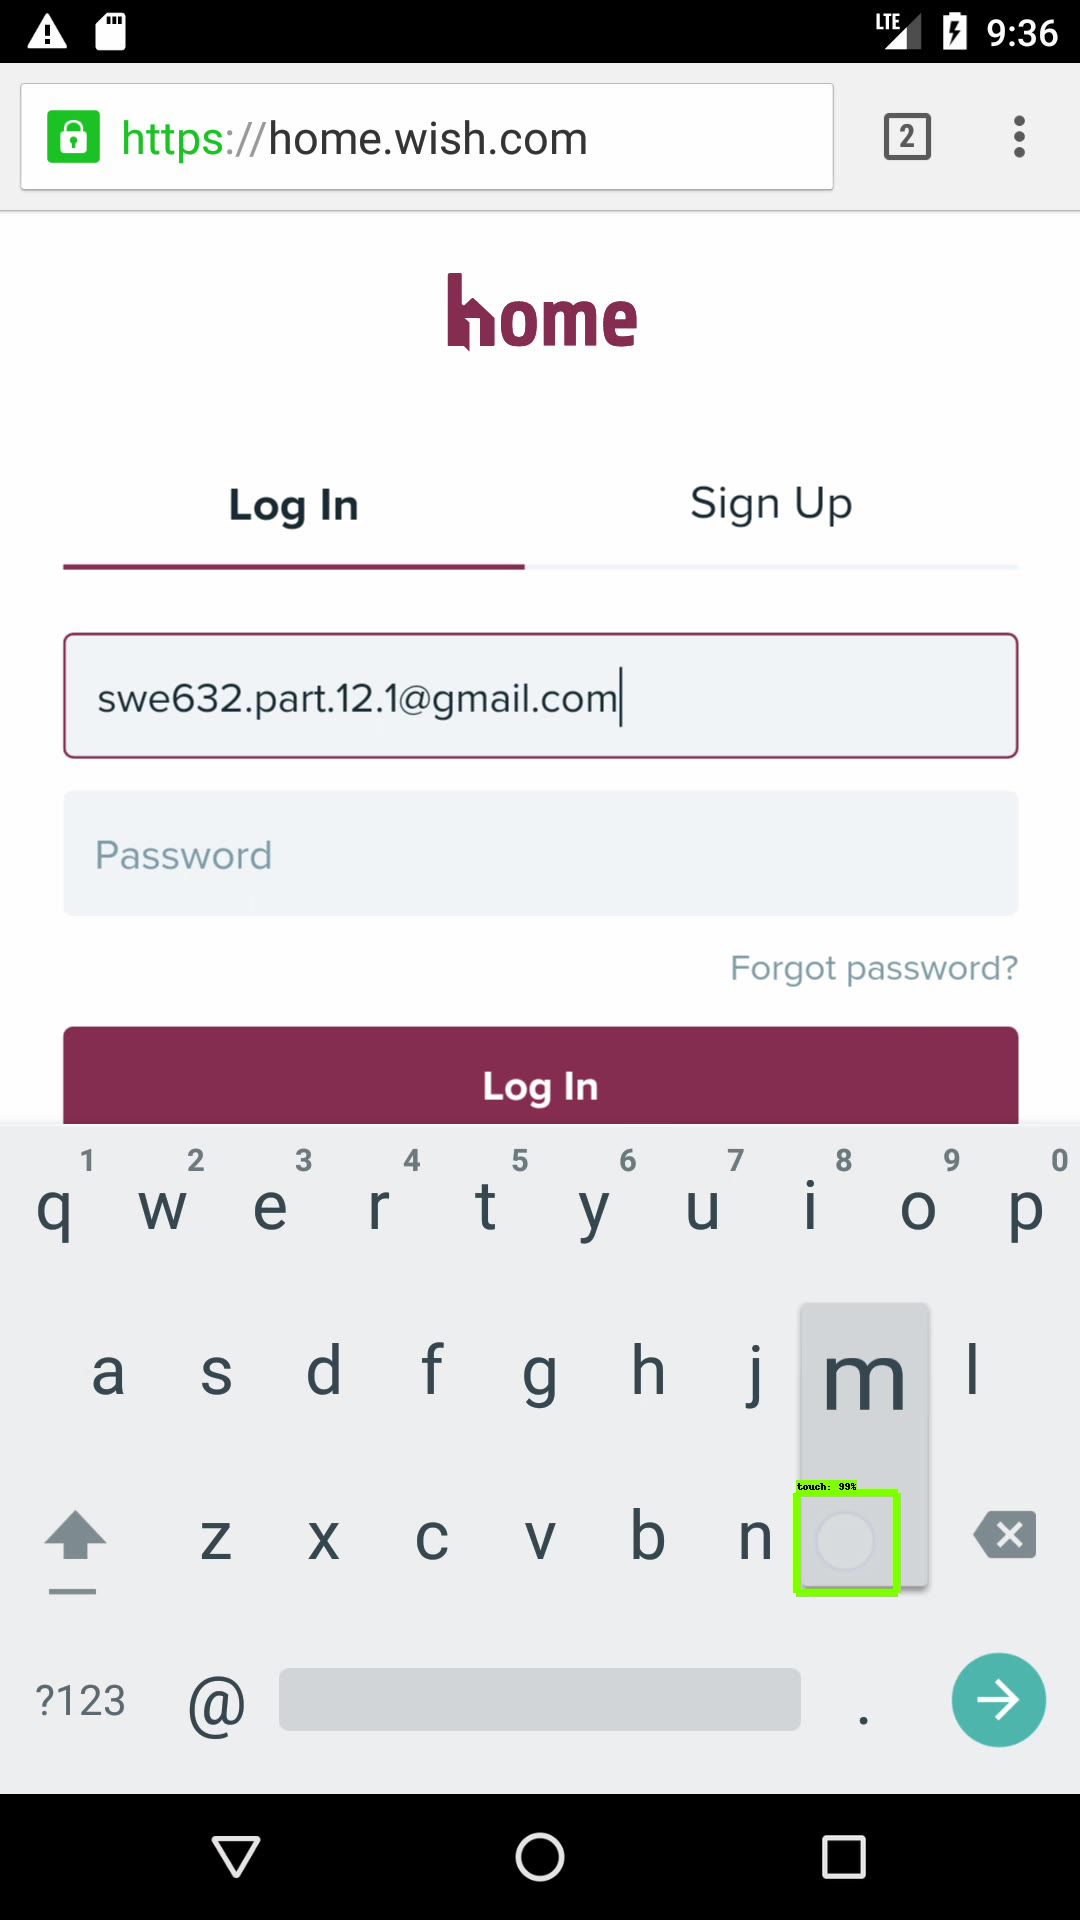 LTE 9:36
https://home.wish.com 2
home
Log In Sign Up
swe632.part.12.1@gmail.com
Password
Forgot password?
Log In
1 2 3 4 5 6 7 8 9 0
q w e r t y u i o p
a s d f g h j m l
touch: 99%
z x c v b n
?123 @ .